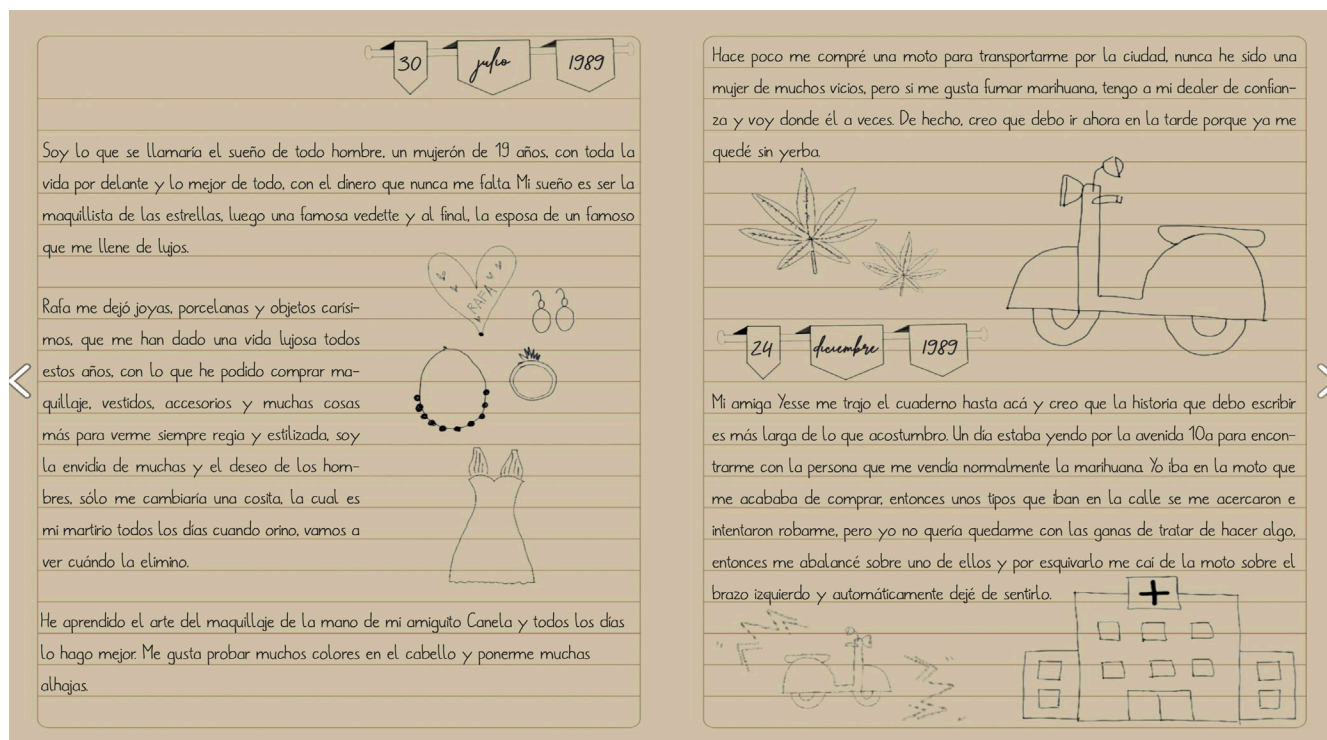 30 julio 1989
Soy lo que se llamaría el sueño de todo hombre, un mujerón de 19 años, con toda la
vida por delante y lo mejor de todo, con el dinero que nunca me falta. Mi sueño es ser la
maquillista de las estrellas, luego una famosa vedette y al final, la esposa de un famoso
que me llene de lujos.
RAFA
Rafa me dejó joyas, porcelanas y objetos carísi-
mos, que me han dado una vida lujosa todos
estos años, con lo que he podido comprar ma-
quillaje, vestidos, accesorios y muchas cosas
más para verme siempre regia y estilizada, soy
la envidia de muchas y el deseo de los hom-
bres, sólo me cambiaría una cosita, la cual es
mi martirio todos los días cuando orino, vamos a
ver cuándo la elimino.
He aprendido el arte del maquillaje de la mano de mi amiguito Canela y todos los días
lo hago mejor. Me gusta probar muchos colores en el cabello y ponerme muchas
alhajas.
Hace poco me compré una moto para transportarme por la ciudad, nunca he sido una
mujer de muchos vicios, pero si me gusta fumar marihuana, tengo a mi dealer de confian-
za y voy donde él a veces. De hecho, creo que debo ir ahora en la tarde porque ya me
quedé sin yerba.
24 diciembre 1989
Mi amiga Yesse me trajo el cuaderno hasta acá y creo que la historia que debo escribir
es más larga de lo que acostumbro. Un día estaba yendo por la avenida 10a para encon-
trarme con la persona que me vendía normalmente la marihuana. Yo iba en la moto que
me acababa de comprar, entonces unos tipos que iban en la calle se me acercaron e
intentaron robarme, pero yo no quería quedarme con las ganas de tratar de hacer algo,
entonces me abalancé sobre uno de ellos y por esquivarlo me caí de la moto sobre el
brazo izquierdo y automáticamente dejé de sentirlo.